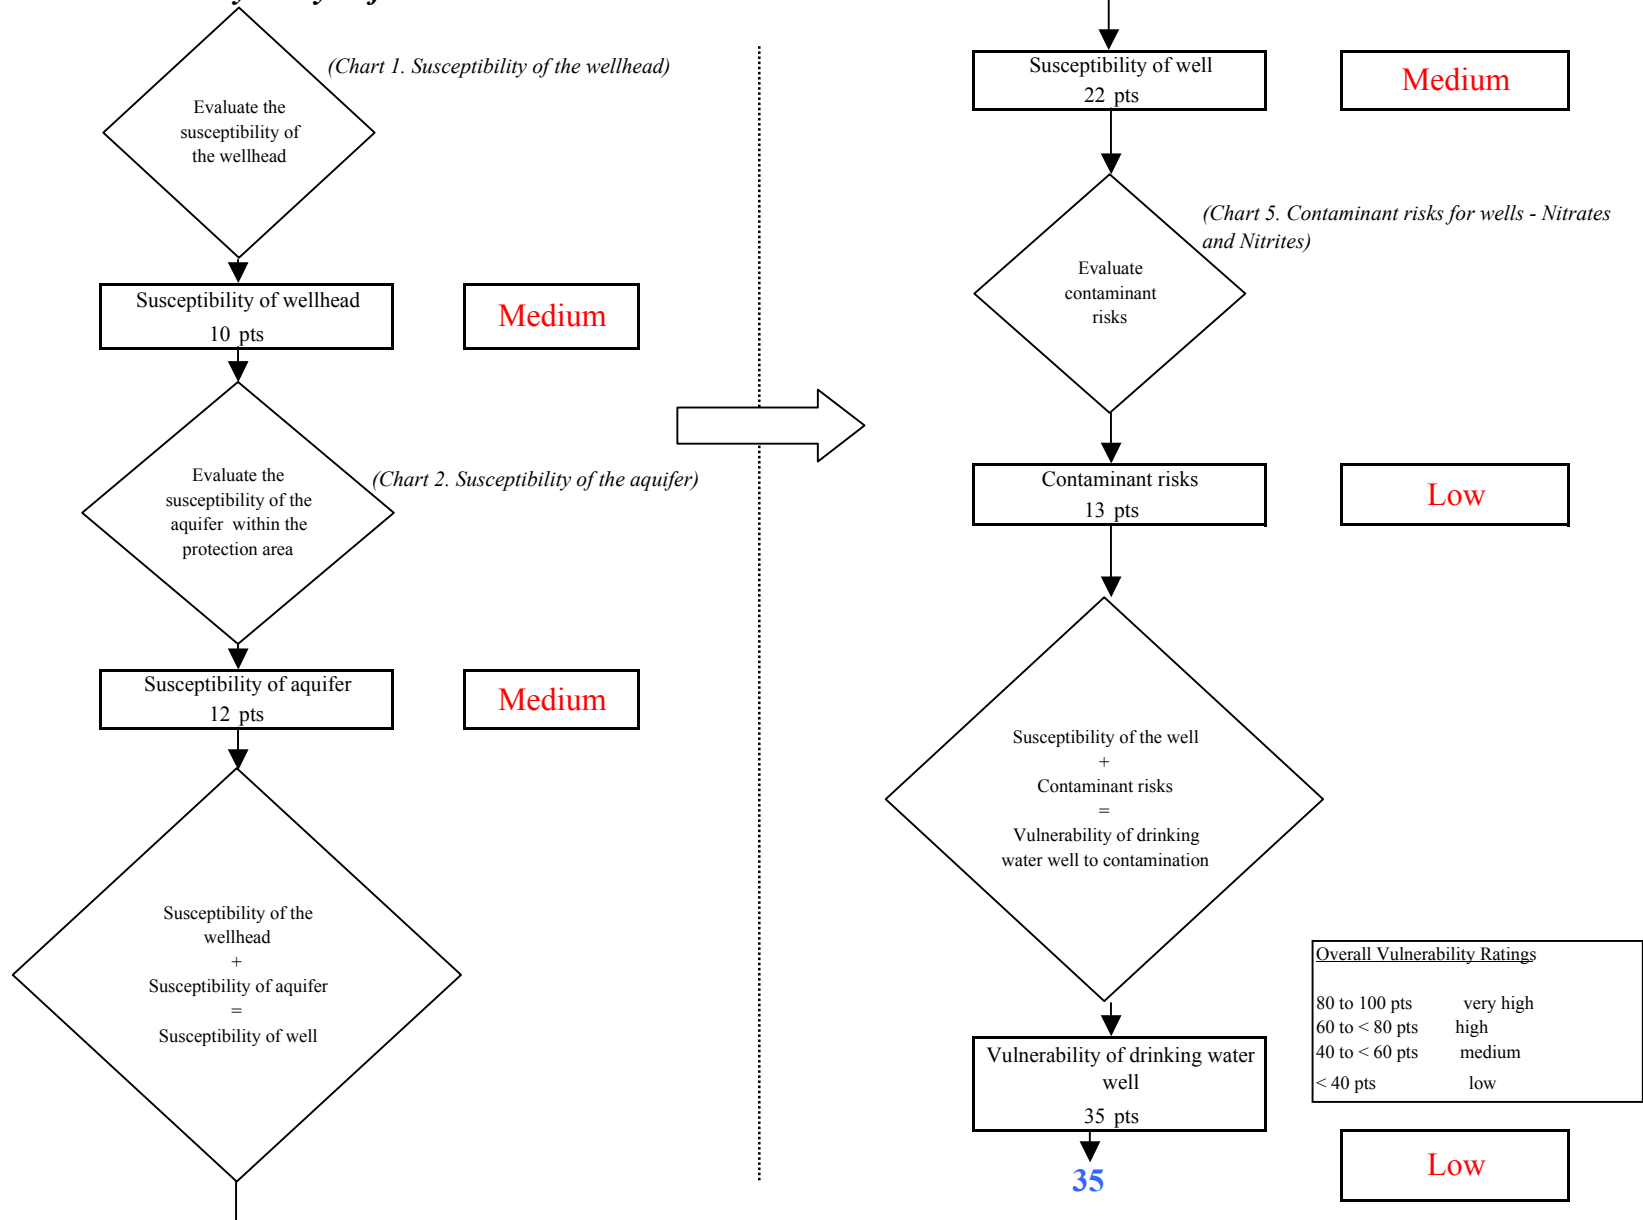 (Chart 1. Susceptibility of the wellhead)
Evaluate the
susceptibility of
the wellhead
Susceptibility of wellhead
10 pts
Medium
Evaluate the
susceptibility of the
aquifer within the
protection area
(Chart 2. Susceptibility of the aquifer)
Susceptibility of aquifer
12 pts
Medium
Susceptibility of the
wellhead
+
Susceptibility of aquifer
=
Susceptibility of well
Susceptibility of well
22 pts
Medium
(Chart 5. Contaminant risks for wells - Nitrates
and Nitrites)
Evaluate
contaminant
risks
Contaminant risks
13 pts
Low
Susceptibility of the well
+
Contaminant risks
=
Vulnerability of drinking
water well to contamination
Overall Vulnerability Ratings
80 to 100 pts very high
60 to < 80 pts high
40 to < 60 pts medium
< 40 pts low
Vulnerability of drinking water
well
35 pts
35
Low